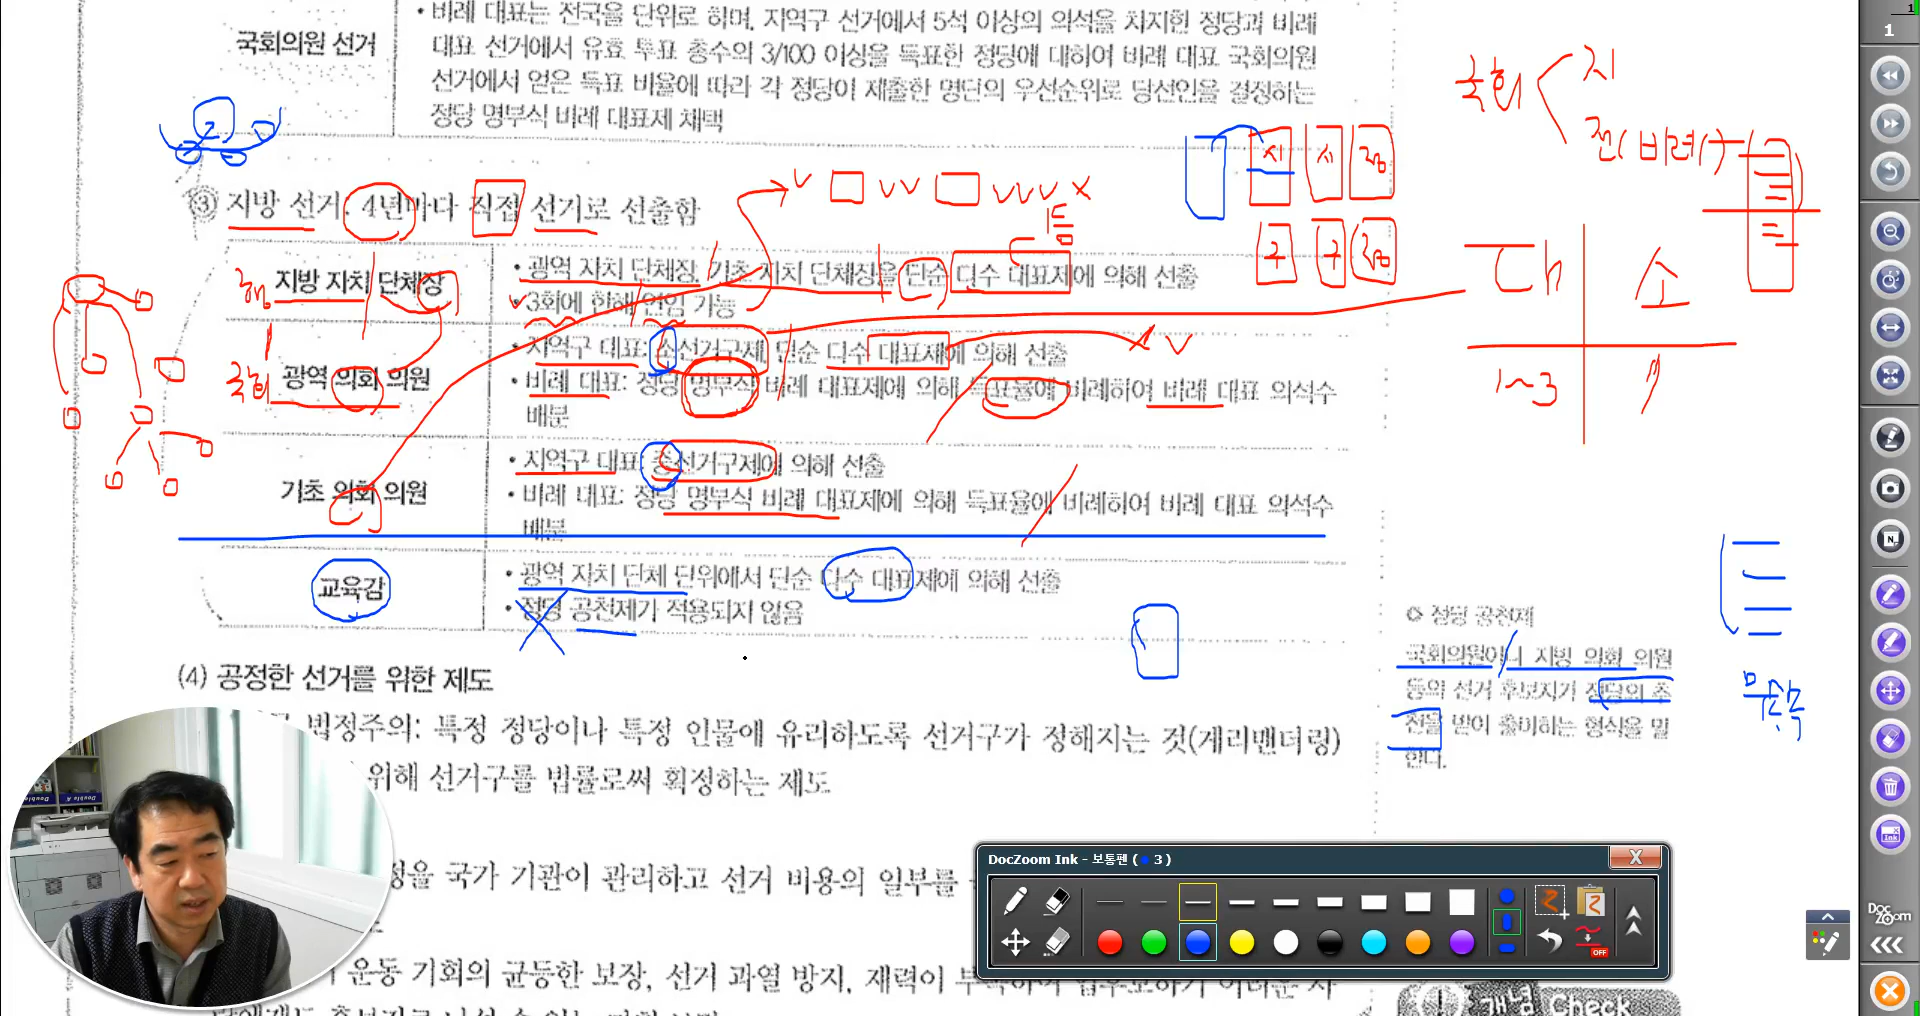 • 비례 대표는 전국을 단위로 하며, 지역구 선거에서 5석 이상의 의석을 차지한 정당과 비례
국회의원 선거
대표 선거에서 유효 투표 총수의 3/100 이상을 득표한 정당에 대하여 비례 대표 국회의원
선거에서 얻은 득표 비율에 따라 각 정당이 제출한 명단의 우선순위로 당선인을 결정하는
정당 명부식 비례 대표제 채택
국회
지
전(비례)
③ 지방 선거: 4년마다 직접 선거로 선출함
1등
지방 자치 단체장
• 광역 자치 단체장, 기초 자치 단체장을 단순 다수 대표제에 의해 선출
• 3회에 한해 연임 가능
대
소
1~3
1
광역 의회 의원
• 지역구 대표: 소선거구제, 단순 다수 대표제에 의해 선출
• 비례 대표: 정당 명부식 비례 대표제에 의해 득표율에 비례하여 비례 대표 의석수
배분
국회
기초 의회 의원
• 지역구 대표: 중선거구제에 의해 선출
• 비례 대표: 정당 명부식 비례 대표제에 의해 득표율에 비례하여 비례 대표 의석수
배분
교육감
• 광역 자치 단체 단위에서 단순 다수 대표제에 의해 선출
• 정당 공천제가 적용되지 않음
정당 공천제
국회의원이나 지방 의회 의원
등의 선거 후보자가 정당의 추
천을 받아 출마하는 형식을 말
한다.
(4) 공정한 선거를 위한 제도
법정주의: 특정 정당이나 특정 인물에 유리하도록 선거구가 정해지는 것(게리맨더링)
위해 선거구를 법률로써 획정하는 제도
정을 국가 기관이 관리하고 선거 비용의 일부를
운동 기회의 균등한 보장, 선거 과열 방지, 재력이
개념 Check
DocZoom Ink - 보통펜 ( 3 )
OFF
1
1
N
Ink
Doc
Zoom
Double A
Double A